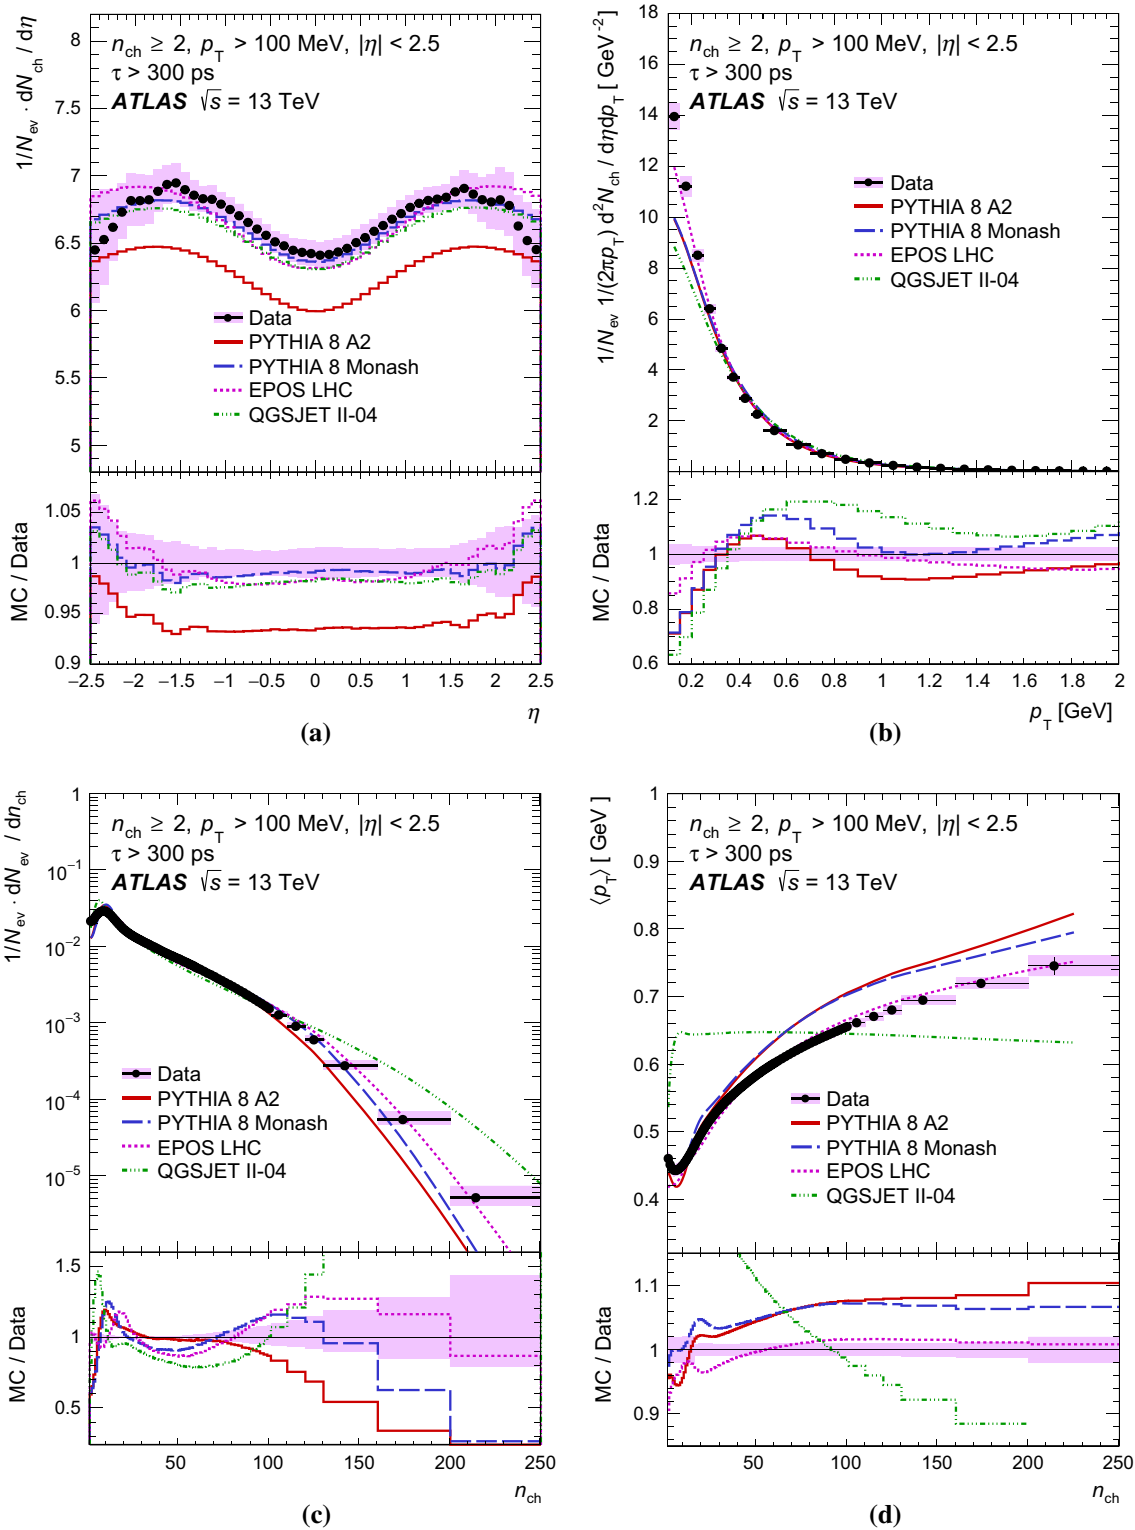 1/N_ev · dN_ch / dη
8
7.5
7
6.5
6
5.5
5
n_ch ≥ 2, p_T > 100 MeV, |η| < 2.5
τ > 300 ps
ATLAS √s = 13 TeV
Data
PYTHIA 8 A2
PYTHIA 8 Monash
EPOS LHC
QGSJET II-04
MC / Data
1.05
1
0.95
0.9
−2.5 −2 −1.5 −1 −0.5 0 0.5 1 1.5 2 2.5
η
(a)
1/N_ev 1/(2πp_T) d²N_ch / dηdp_T [ GeV⁻² ]
18
16
14
12
10
8
6
4
2
n_ch ≥ 2, p_T > 100 MeV, |η| < 2.5
τ > 300 ps
ATLAS √s = 13 TeV
Data
PYTHIA 8 A2
PYTHIA 8 Monash
EPOS LHC
QGSJET II-04
MC / Data
1.2
1
0.8
0.6
0.2 0.4 0.6 0.8 1 1.2 1.4 1.6 1.8 2
p_T [GeV]
(b)
1/N_ev · dN_ev / dn_ch
1
10⁻¹
10⁻²
10⁻³
10⁻⁴
10⁻⁵
n_ch ≥ 2, p_T > 100 MeV, |η| < 2.5
τ > 300 ps
ATLAS √s = 13 TeV
Data
PYTHIA 8 A2
PYTHIA 8 Monash
EPOS LHC
QGSJET II-04
MC / Data
1.5
1
0.5
50 100 150 200 250
n_ch
(c)
⟨p_T⟩ [ GeV ]
1
0.9
0.8
0.7
0.6
0.5
0.4
n_ch ≥ 2, p_T > 100 MeV, |η| < 2.5
τ > 300 ps
ATLAS √s = 13 TeV
Data
PYTHIA 8 A2
PYTHIA 8 Monash
EPOS LHC
QGSJET II-04
MC / Data
1.1
1
0.9
50 100 150 200 250
n_ch
(d)